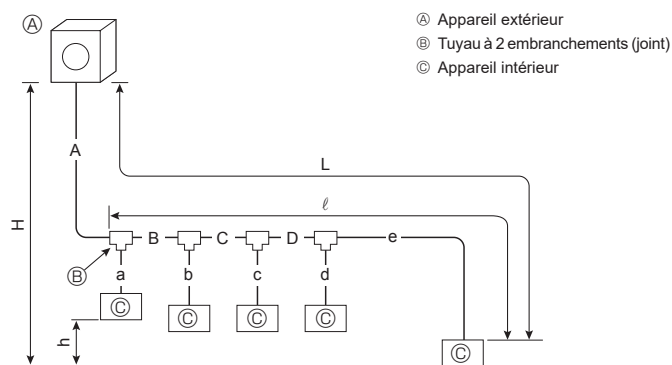 Ⓐ
Ⓐ Appareil extérieur
Ⓑ Tuyau à 2 embranchements (joint)
Ⓒ Appareil intérieur
A
L
H
ℓ
B
C
D
e
Ⓑ
a
b
c
d
Ⓒ
Ⓒ
Ⓒ
Ⓒ
h
Ⓒ